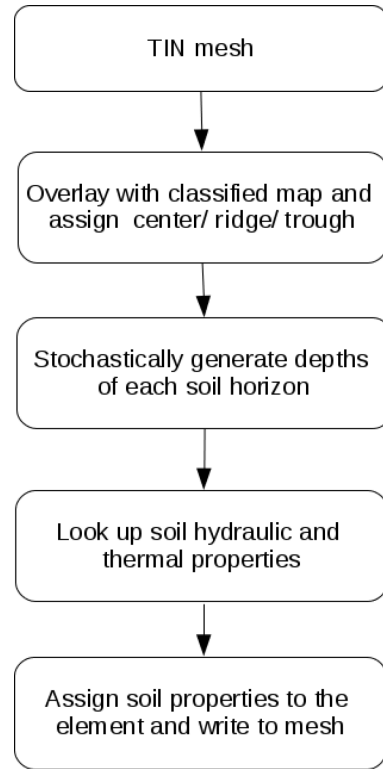 TIN mesh
Overlay with classified map and
assign center/ ridge/ trough
Stochastically generate depths
of each soil horizon
Look up soil hydraulic and
thermal properties
Assign soil properties to the
element and write to mesh